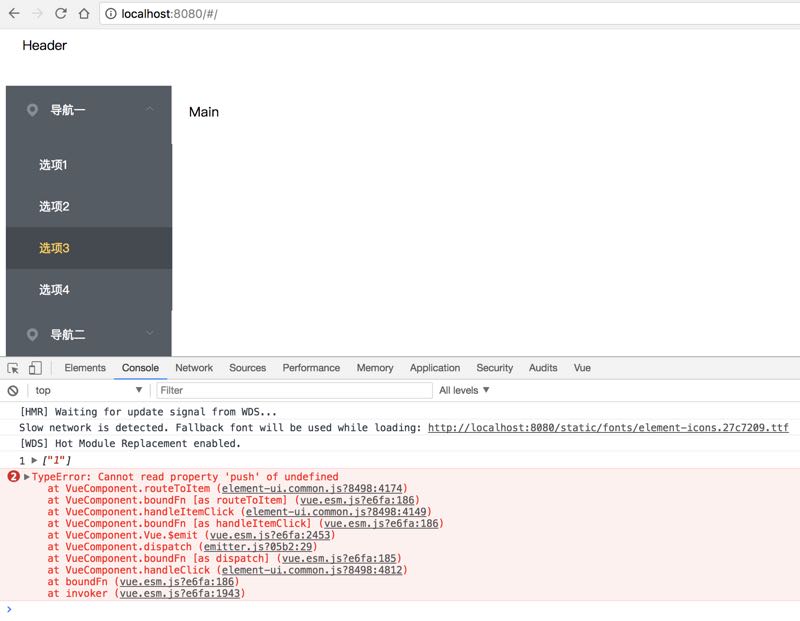 localhost:8080/#/
Header
导航一
Main
选项1
选项2
选项3
选项4
导航二
Elements Console Network Sources Performance Memory Application Security Audits Vue
top ▼ Filter All levels ▼
[HMR] Waiting for update signal from WDS...
Slow network is detected. Fallback font will be used while loading: http://localhost:8080/static/fonts/element-icons.27c7209.ttf
[WDS] Hot Module Replacement enabled.
1 ▶ ["1"]
2 ▶ TypeError: Cannot read property 'push' of undefined
at VueComponent.routeToItem (element-ui.common.js?8498:4174)
at VueComponent.boundFn [as routeToItem] (vue.esm.js?e6fa:186)
at VueComponent.handleItemClick (element-ui.common.js?8498:4149)
at VueComponent.boundFn [as handleItemClick] (vue.esm.js?e6fa:186)
at VueComponent.Vue.$emit (vue.esm.js?e6fa:2453)
at VueComponent.dispatch (emitter.js?05b2:29)
at VueComponent.boundFn [as dispatch] (vue.esm.js?e6fa:185)
at VueComponent.handleClick (element-ui.common.js?8498:4812)
at boundFn (vue.esm.js?e6fa:186)
at invoker (vue.esm.js?e6fa:1943)